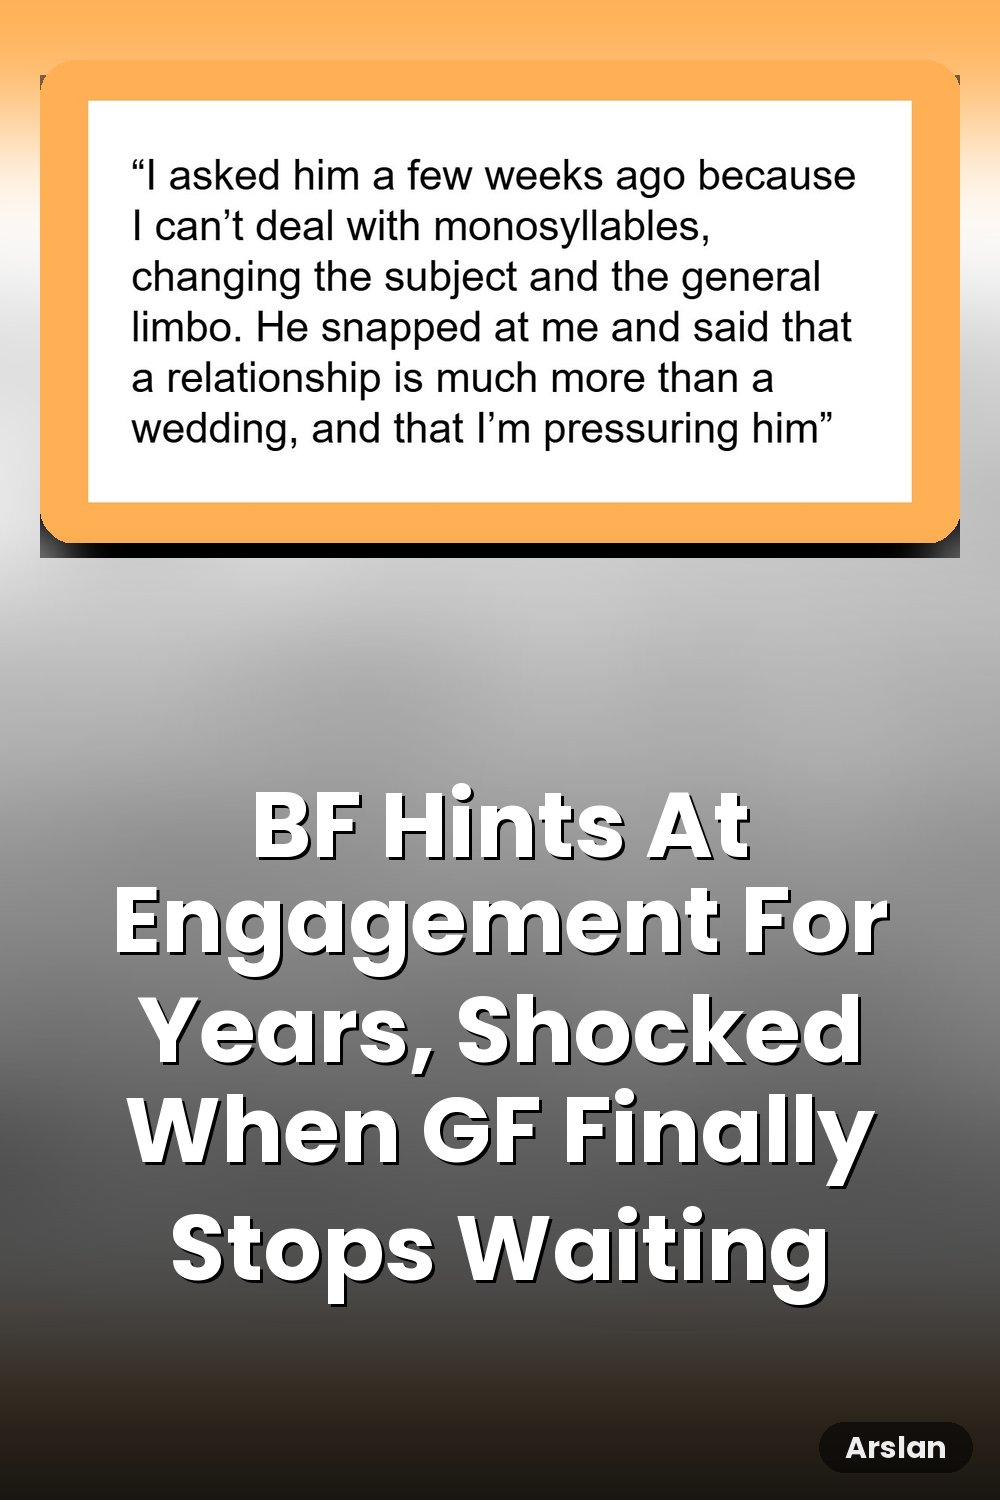 “I asked him a few weeks ago because
I can’t deal with monosyllables,
changing the subject and the general
limbo. He snapped at me and said that
a relationship is much more than a
wedding, and that I’m pressuring him”
BF Hints At
Engagement For
Years, Shocked
When GF Finally
Stops Waiting
Arslan